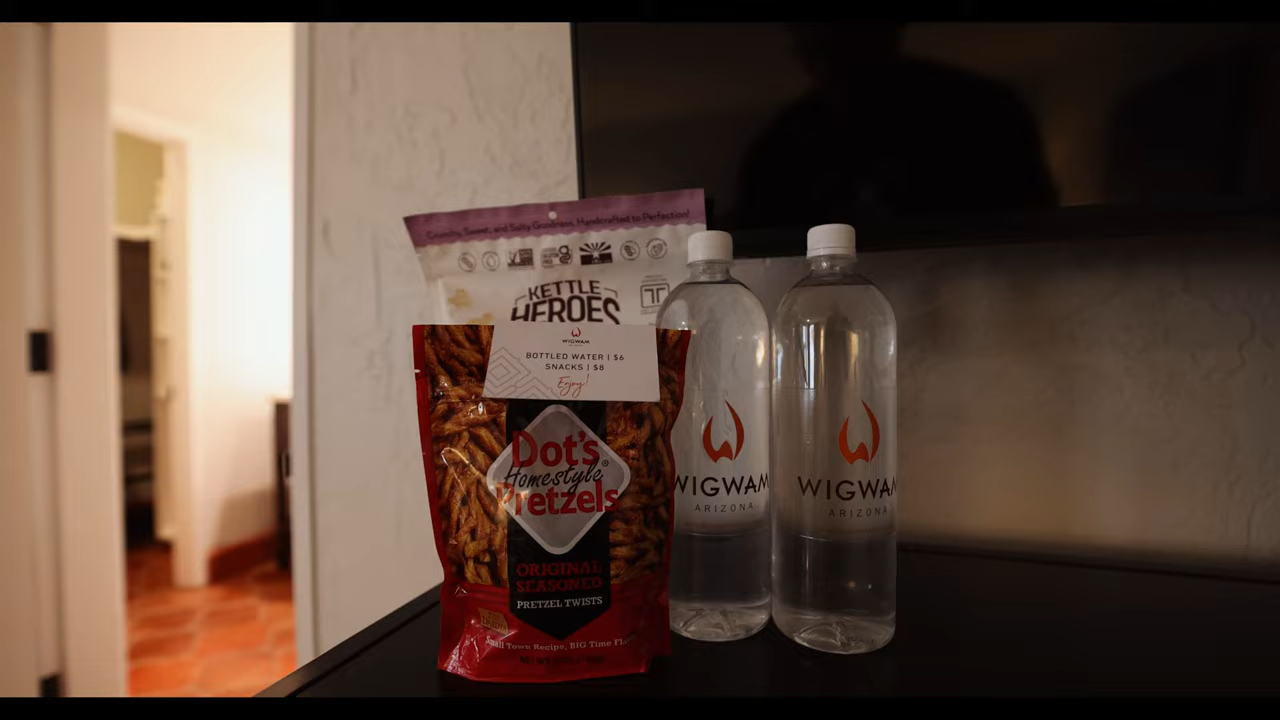 Crunchy, Sweet, and Salty Goodness. Handcrafted to Perfection!
KETTLE
HEROES
WIGWAM
BOTTLED WATER | $6
SNACKS | $8
Enjoy!
Dot's
Homestyle®
Pretzels
ORIGINAL
SEASONED
PRETZEL TWISTS
Small Town Recipe, BIG Time Fla
WIGWAM
ARIZONA
WIGWAM
ARIZONA